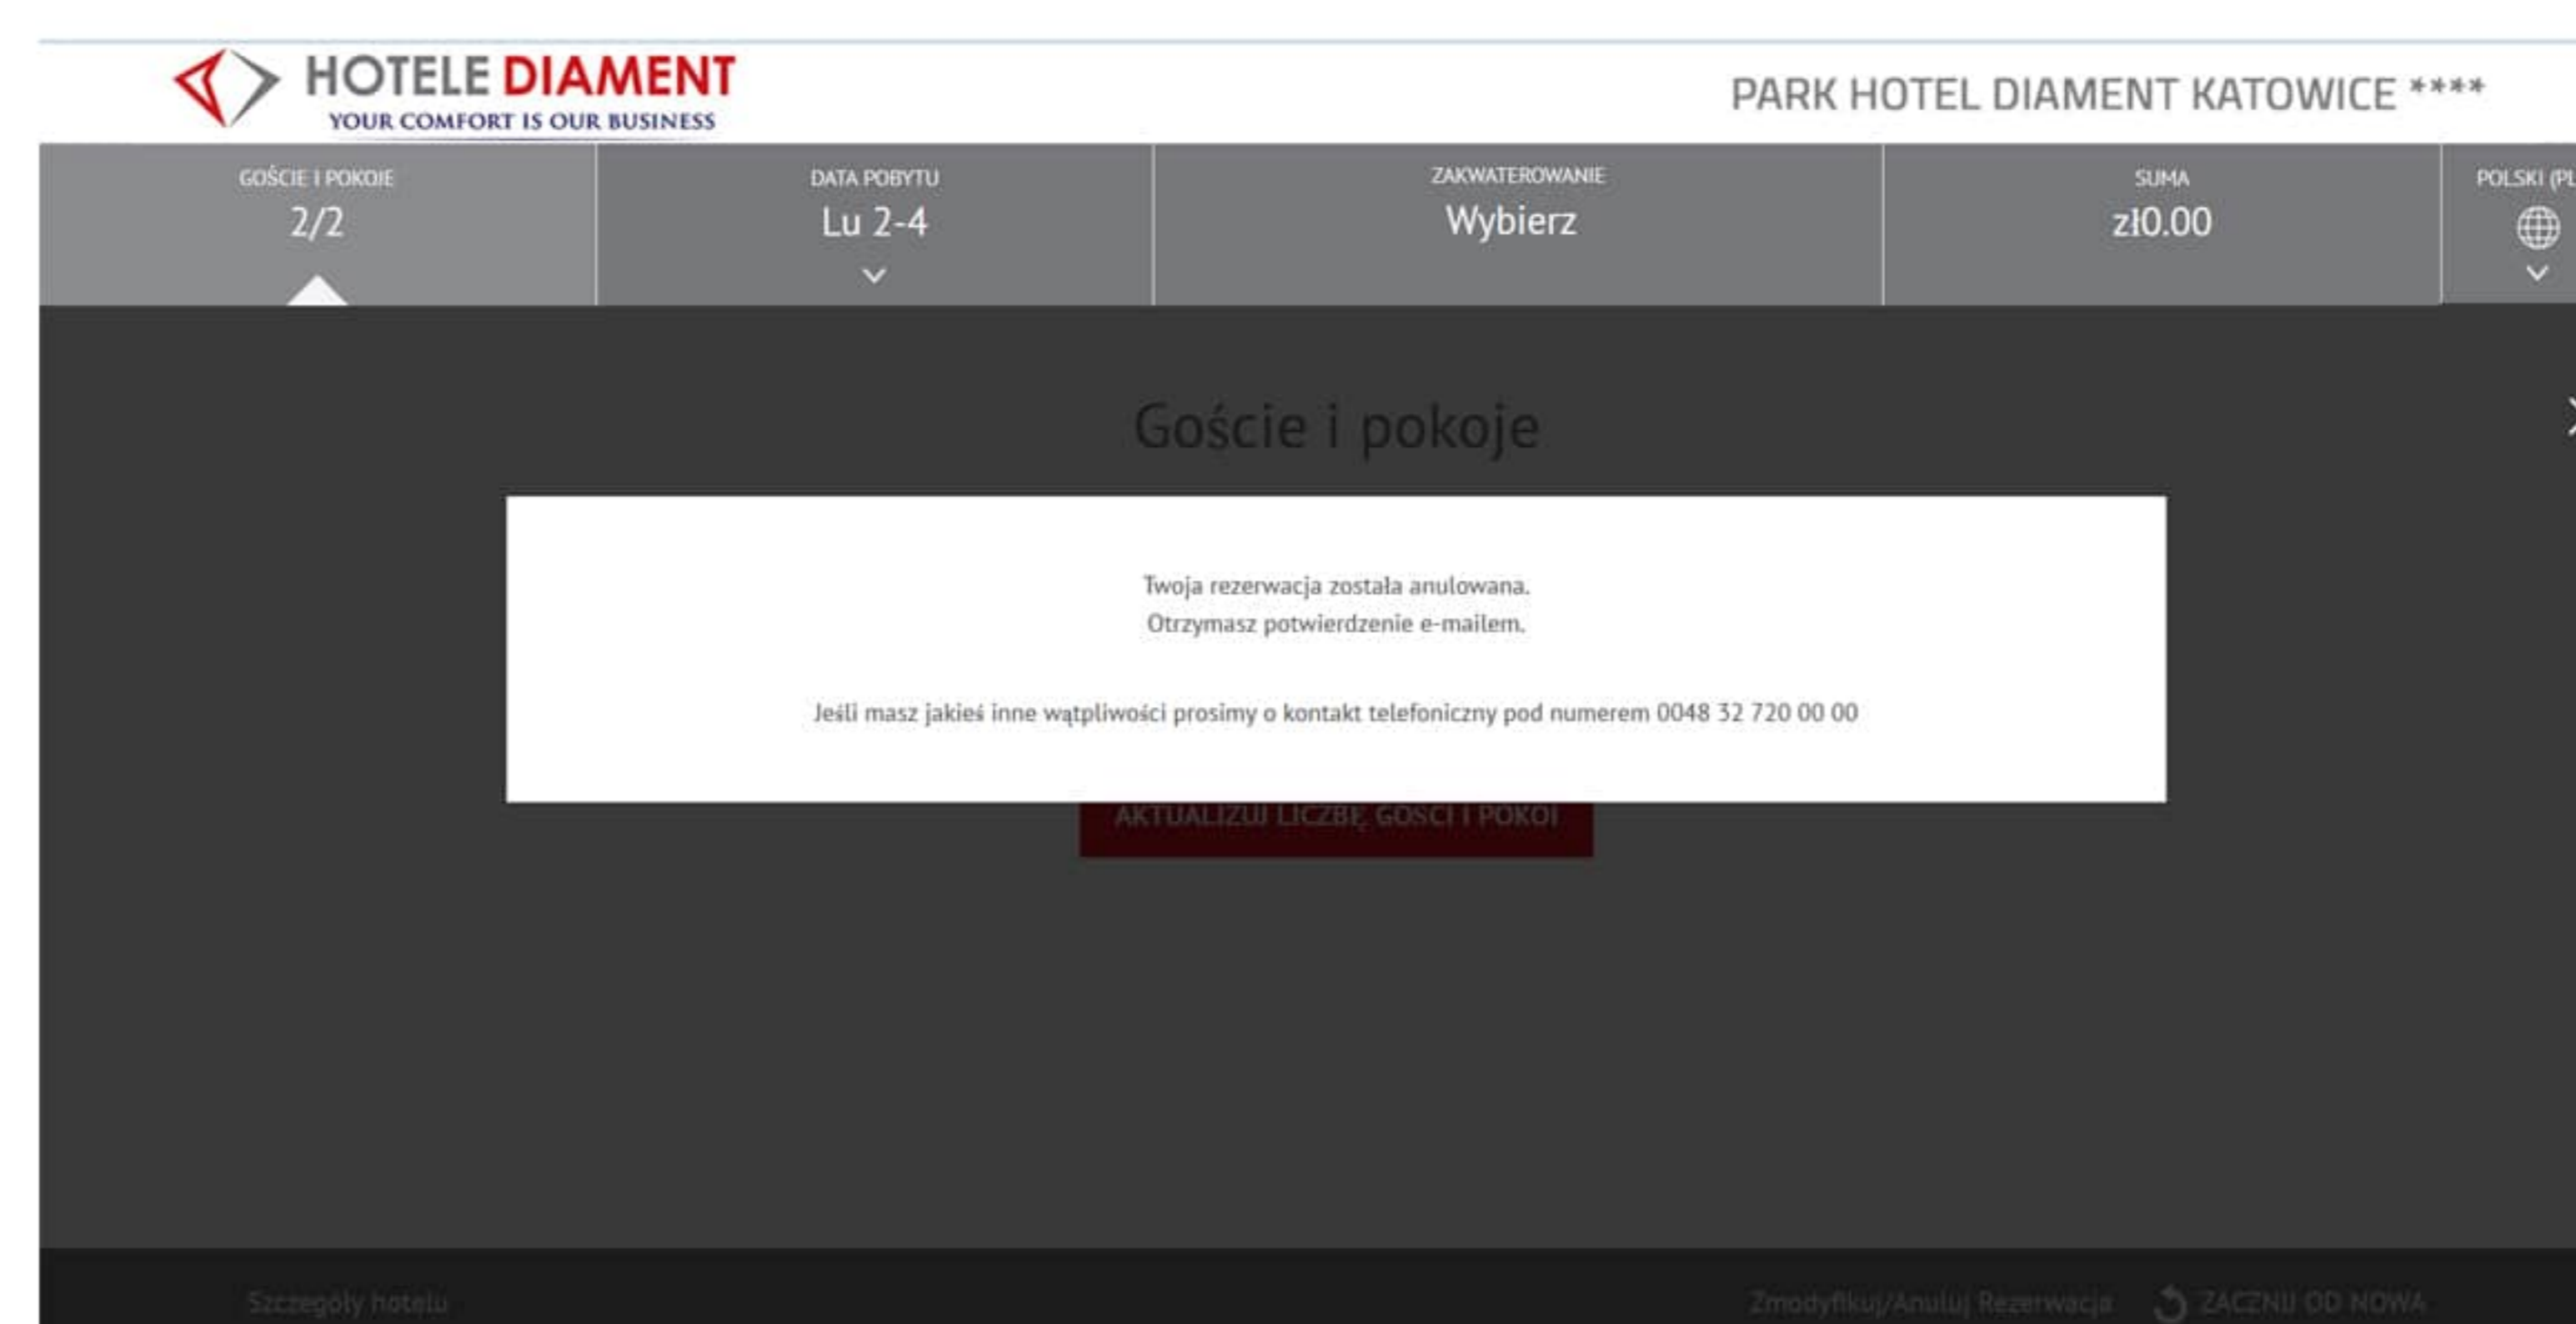 HOTELE DIAMENT
YOUR COMFORT IS OUR BUSINESS
PARK HOTEL DIAMENT KATOWICE ****
GOŚCIE I POKOJE
2/2
DATA POBYTU
Lu 2-4
ZAKWATEROWANIE
Wybierz
SUMA
zł0.00
POLSKI (PL
Goście i pokoje
Twoja rezerwacja została anulowana.
Otrzymasz potwierdzenie e-mailem.
Jeśli masz jakieś inne wątpliwości prosimy o kontakt telefoniczny pod numerem 0048 32 720 00 00
AKTUALIZUJ LICZBĘ GOŚCI I POKOI
Szczegóły hotelu
Zmodyfikuj/Anuluj Rezerwacja
ZACZNIJ OD NOWA